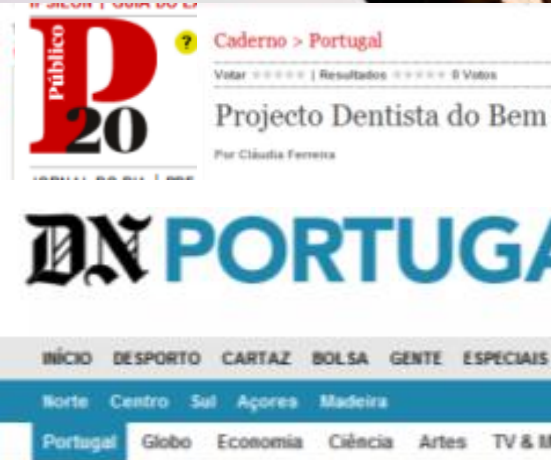 Público
P
20
?
Caderno > Portugal
Votar | Resultados 0 Votos
Projecto Dentista do Bem
Por Cláudia Ferreira
DN PORTUGA
INÍCIO DESPORTO CARTAZ BOLSA GENTE ESPECIAIS
Norte Centro Sul Açores Madeira
Portugal Globo Economia Ciência Artes TV & M